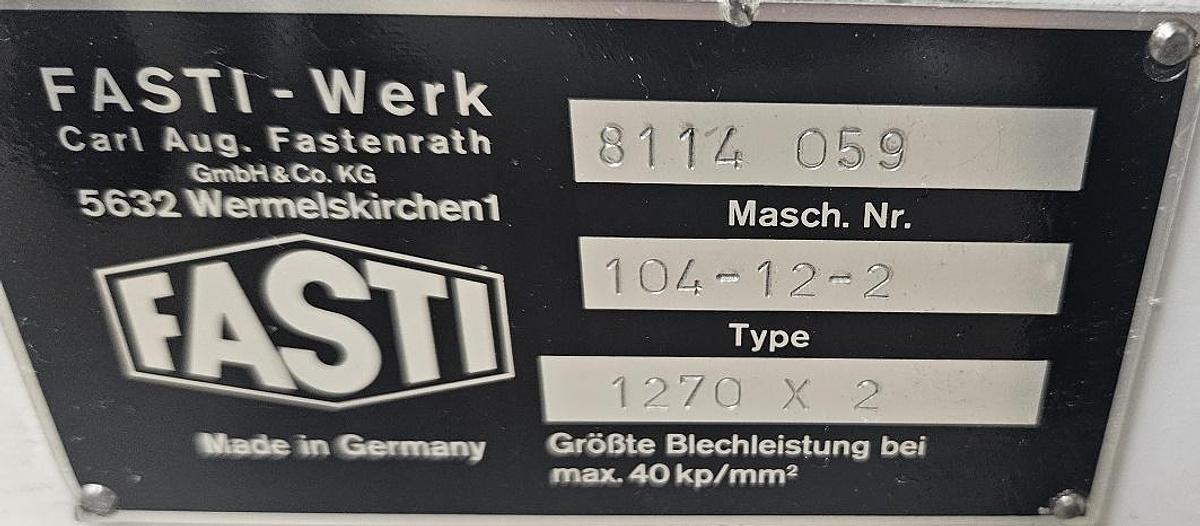 FASTI-Werk
Carl Aug. Fastenrath
GmbH & Co. KG
5632 Wermelskirchen1
FASTI
Made in Germany
8114 059
Masch. Nr.
104-12-2
Type
1270 X 2
Größte Blechleistung bei
max. 40 kp/mm²